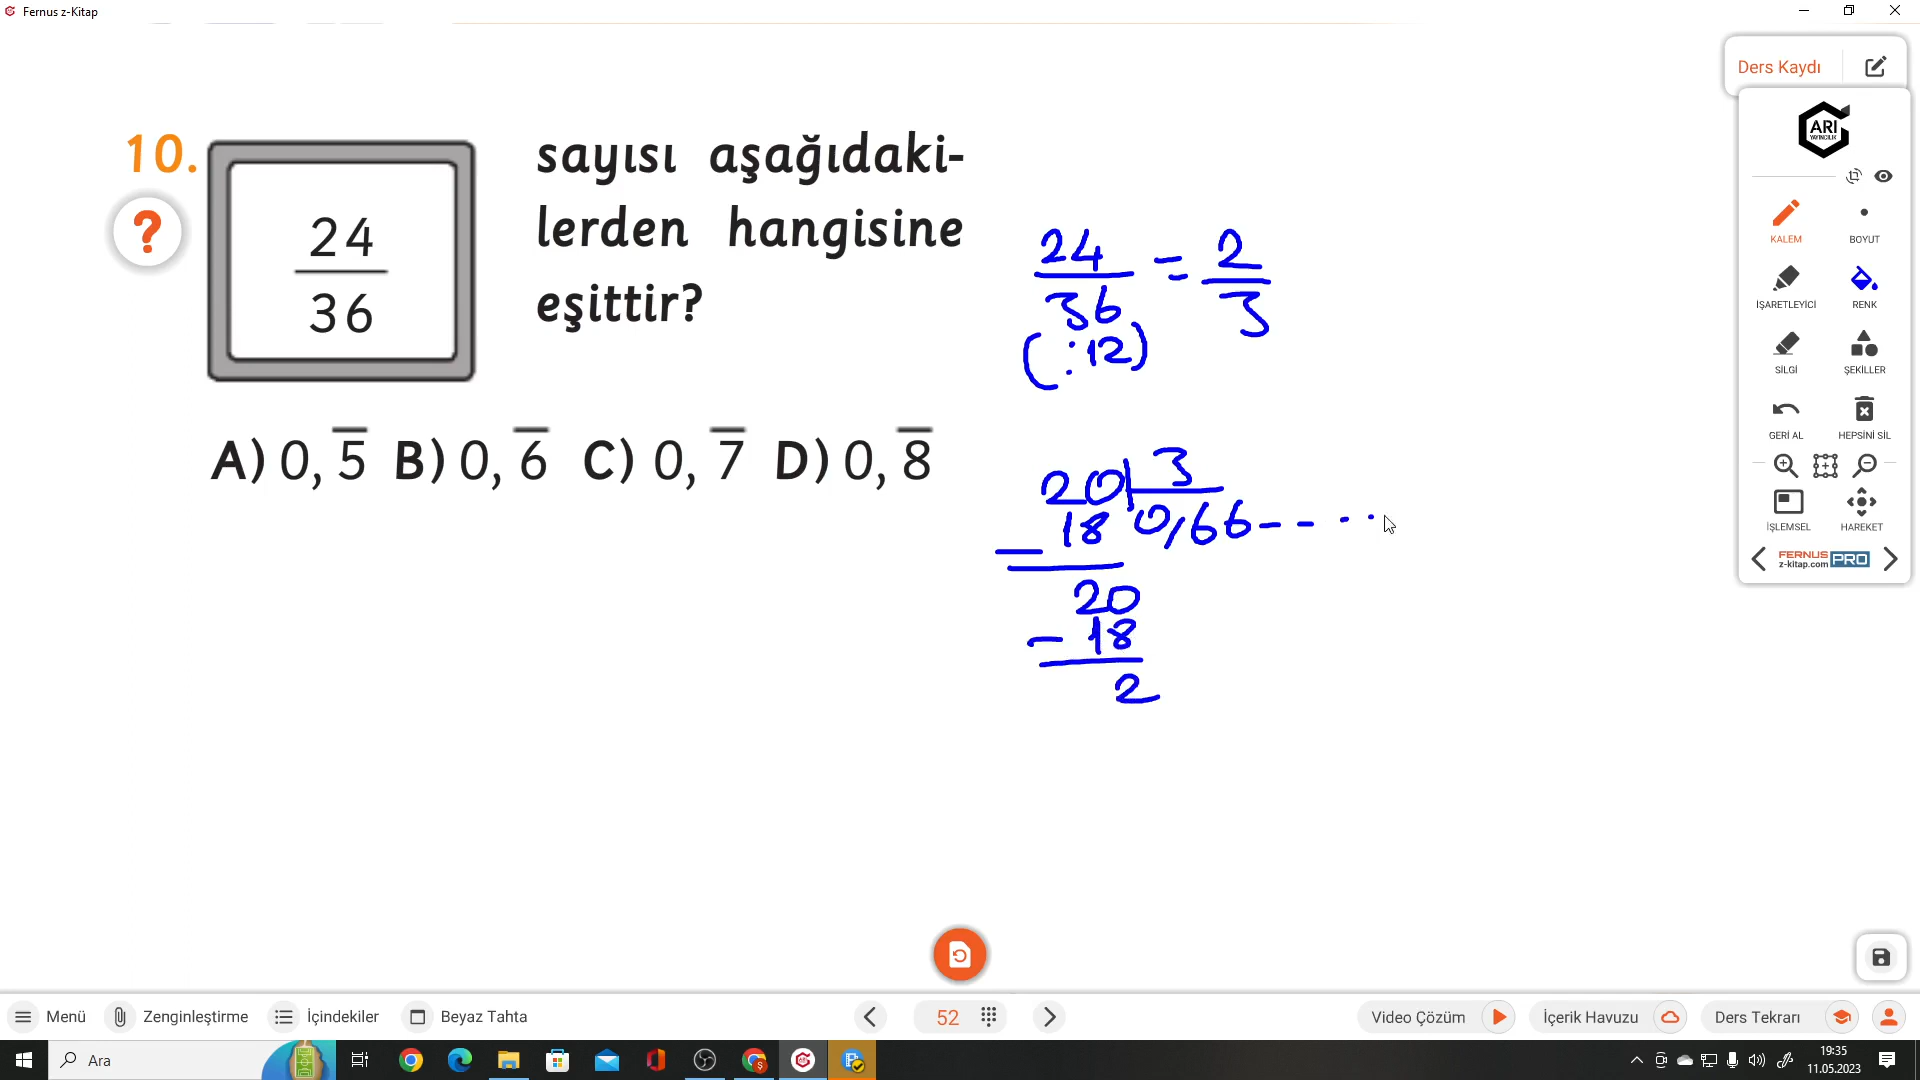 Fernus z-Kitap
Ders Kaydı
10.
?
24
36
sayısı aşağıdaki-
lerden hangisine
eşittir?
A) 0,5̅ B) 0,6̅ C) 0,7̅ D) 0,8̅
24/36 = 2/3
(:12)
20 | 3
18 0,66-- ...
—
20
- 18
2
ARI
YAYINCILIK
KALEM BOYUT
İŞARETLEYİCİ RENK
SİLGİ ŞEKİLLER
GERİ AL HEPSİNİ SİL
İŞLEMSEL HAREKET
FERNUS
z-kitap.com PRO
Menü Zenginleştirme İçindekiler Beyaz Tahta 52 Video Çözüm İçerik Havuzu Ders Tekrarı
Ara
19:35
11.05.2023